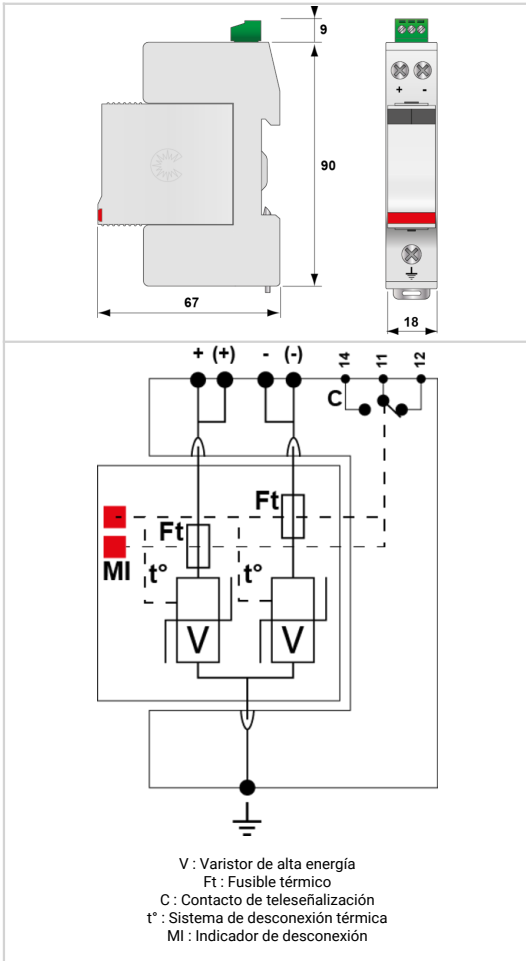 9
90
67
+ -
18
+ (+) - (-)
14 11 12
C
Ft
Ft
MI
t°
t°
V
V
V : Varistor de alta energía
Ft : Fusible térmico
C : Contacto de teleseñalización
t° : Sistema de desconexión térmica
MI : Indicador de desconexión